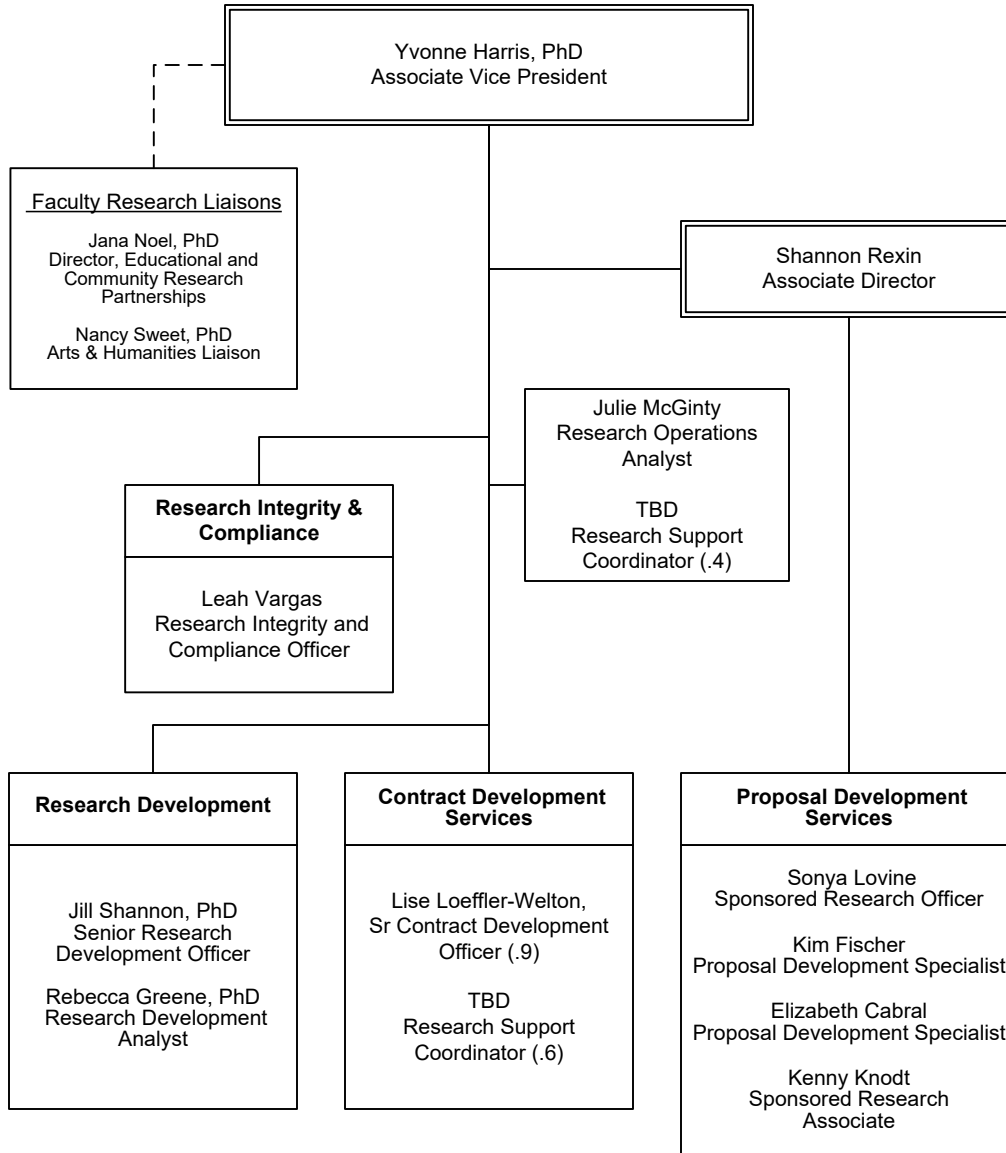 Yvonne Harris, PhD
Associate Vice President
Faculty Research Liaisons
Jana Noel, PhD
Director, Educational and
Community Research
Partnerships
Nancy Sweet, PhD
Arts & Humanities Liaison
Shannon Rexin
Associate Director
Julie McGinty
Research Operations
Analyst
TBD
Research Support
Coordinator (.4)
Research Integrity &
Compliance
Leah Vargas
Research Integrity and
Compliance Officer
Research Development
Jill Shannon, PhD
Senior Research
Development Officer
Rebecca Greene, PhD
Research Development
Analyst
Contract Development
Services
Lise Loeffler-Welton,
Sr Contract Development
Officer (.9)
TBD
Research Support
Coordinator (.6)
Proposal Development
Services
Sonya Lovine
Sponsored Research Officer
Kim Fischer
Proposal Development Specialist
Elizabeth Cabral
Proposal Development Specialist
Kenny Knodt
Sponsored Research
Associate